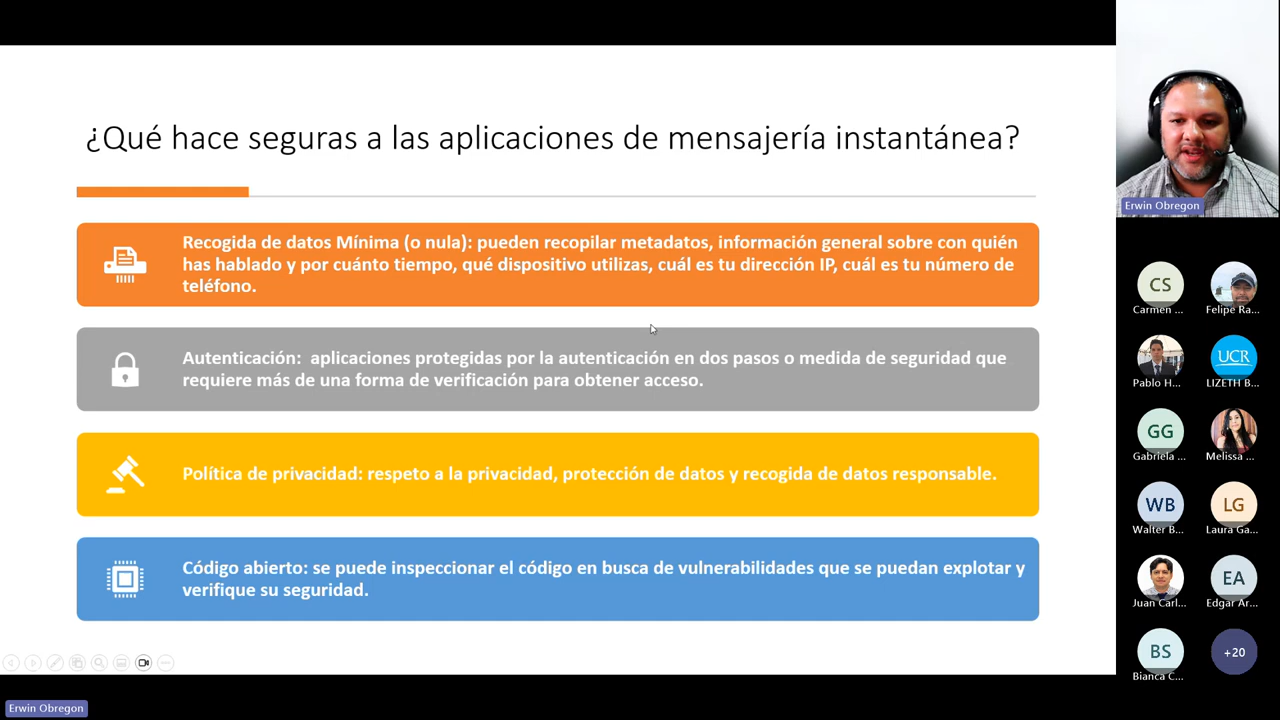 ¿Qué hace seguras a las aplicaciones de mensajería instantánea?
Recogida de datos Mínima (o nula): pueden recopilar metadatos, información general sobre con quién
has hablado y por cuánto tiempo, qué dispositivo utilizas, cuál es tu dirección IP, cuál es tu número de
teléfono.
Autenticación:  aplicaciones protegidas por la autenticación en dos pasos o medida de seguridad que
requiere más de una forma de verificación para obtener acceso.
Política de privacidad: respeto a la privacidad, protección de datos y recogida de datos responsable.
Código abierto: se puede inspeccionar el código en busca de vulnerabilidades que se puedan explotar y
verifique su seguridad.
Erwin Obregon
Erwin Obregon
CS
Carmen ...
Felipe Ra...
Pablo H...
UCR
LIZETH B...
GG
Gabriela ...
Melissa ...
WB
Walter B...
LG
Laura Ga...
Juan Carl...
EA
Edgar Ar...
BS
Bianca C...
+20